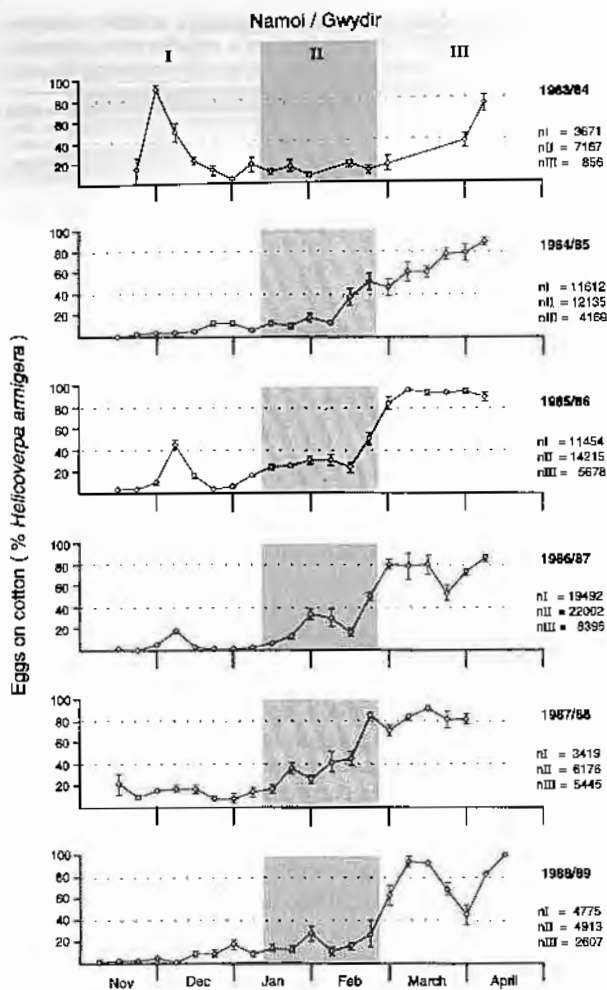 Namoi / Gwydir
I II III
Eggs on cotton ( % Helicoverpa armigera )
100
80
60
40
20
1983/84
nI = 3671
nII = 7167
nIII = 856
100
80
60
40
20
1984/85
nI = 11612
nII = 12135
nIII = 4169
100
80
60
40
20
1985/86
nI = 11454
nII = 14215
nIII = 5678
100
80
60
40
20
1986/87
nI = 19492
nII = 22002
nIII = 8395
100
80
60
40
20
1987/88
nI = 3419
nII = 6176
nIII = 5445
100
80
60
40
20
1988/89
nI = 4775
nII = 4913
nIII = 2607
Nov Dec Jan Feb March April